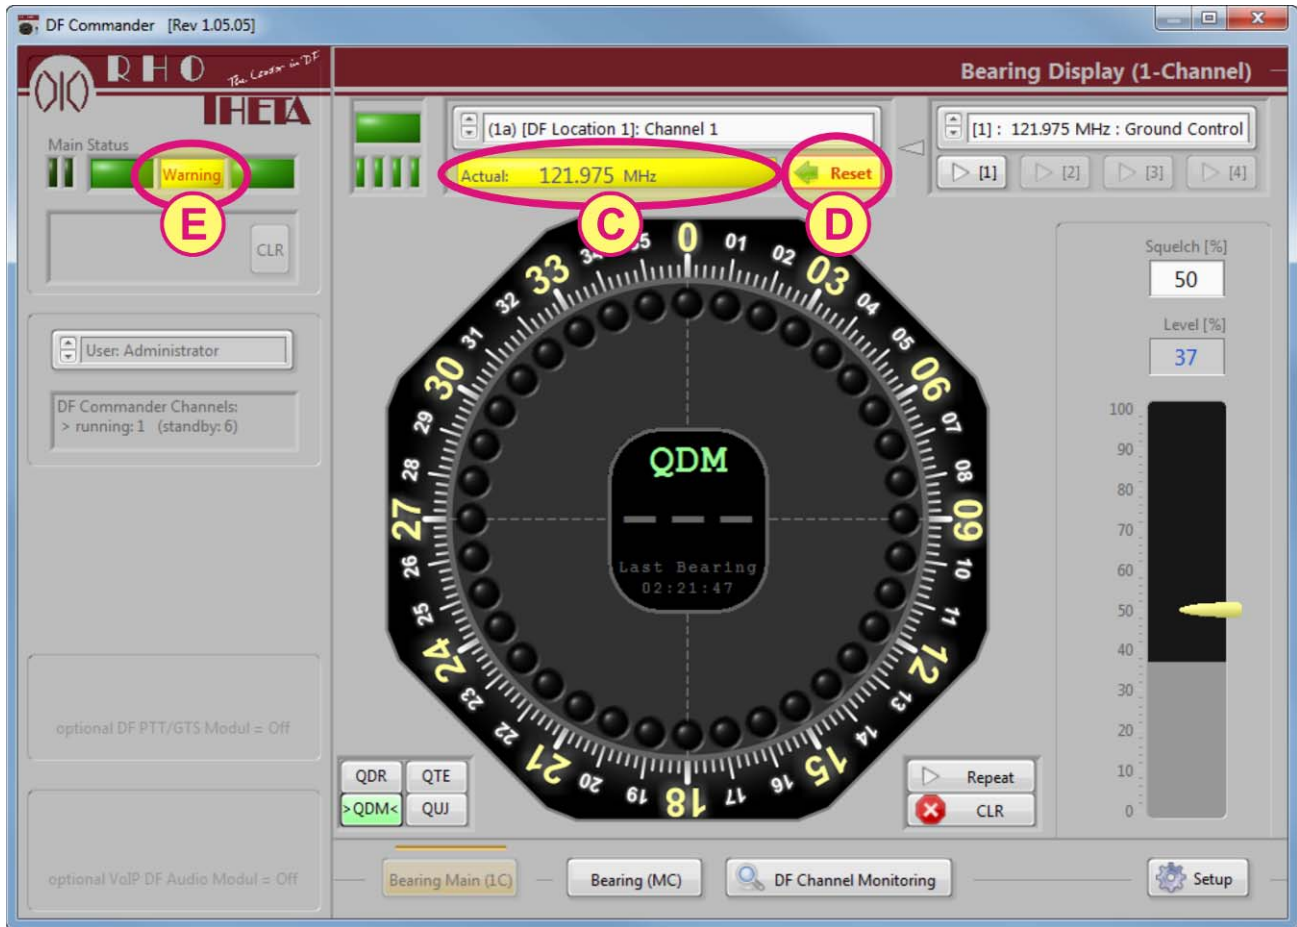 DF Commander [Rev 1.05.05]
RHO
The Leader in DF
THETA
Main Status
Warning
E
CLR
User: Administrator
DF Commander Channels:
> running: 1 (standby: 6)
optional DF PTT/GTS Modul = Off
optional VoIP DF Audio Modul = Off
Bearing Display (1-Channel)
(1a) [DF Location 1]: Channel 1
Actual: 121.975 MHz
Reset
C
D
[1] : 121.975 MHz : Ground Control
[1] [2] [3] [4]
0 01 02 03 04 05 06 07 08 09 10 11 12 13 14 15 16 17 18 19 20 21 22 23 24 25 26 27 28 29 30 31 32 33 34 35
QDM
— — —
Last Bearing
02:21:47
QDR QTE
>QDM< QUJ
Repeat
CLR
Squelch [%]
50
Level [%]
37
100
90
80
70
60
50
40
30
20
10
0
Bearing Main (1C)
Bearing (MC)
DF Channel Monitoring
Setup